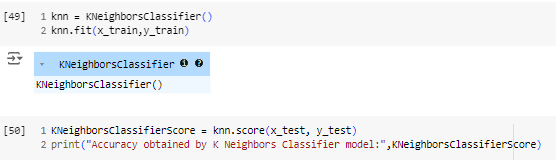 [49] 1 knn = KNeighborsClassifier()
2 knn.fit(x_train,y_train)
KNeighborsClassifier i ?
KNeighborsClassifier()
[50] 1 KNeighborsClassifierScore = knn.score(x_test, y_test)
2 print("Accuracy obtained by K Neighbors Classifier model:",KNeighborsClassifierScore)